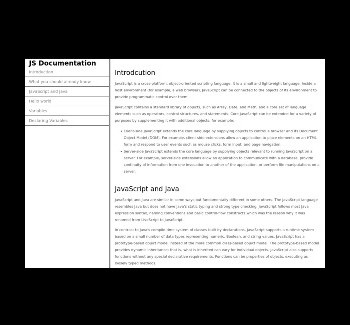 JS Documentation
Introduction
What you should already know
JavaScript and Java
Hello world
Variables
Declaring Variables
Introdcution
JavaScript is a cross-platform, object-oriented scripting language. It is a small and lightweight language. Inside a
host environment (for example, a web browser), JavaScript can be connected to the objects of its environment to
provide programmatic control over them.
JavaScript contains a standard library of objects, such as Array, Date, and Math, and a core set of language
elements such as operators, control structures, and statements. Core JavaScript can be extended for a variety of
purposes by supplementing it with additional objects; for example:
Client-side JavaScript extends the core language by supplying objects to control a browser and its Document
Object Model (DOM). For example, client-side extensions allow an application to place elements on an HTML
form and respond to user events such as mouse clicks, form input, and page navigation.
Server-side JavaScript extends the core language by supplying objects relevant to running JavaScript on a
server. For example, server-side extensions allow an application to communicate with a database, provide
continuity of information from one invocation to another of the application, or perform file manipulations on a
server.
JavaScript and Java
JavaScript and Java are similar in some ways but fundamentally different in some others. The JavaScript language
resembles Java but does not have Java's static typing and strong type checking. JavaScript follows most Java
expression syntax, naming conventions and basic control-flow constructs which was the reason why it was
renamed from LiveScript to JavaScript.
In contrast to Java's compile-time system of classes built by declarations, JavaScript supports a runtime system
based on a small number of data types representing numeric, Boolean, and string values. JavaScript has a
prototype-based object model instead of the more common class-based object model. The prototype-based model
provides dynamic inheritance; that is, what is inherited can vary for individual objects. JavaScript also supports
functions without any special declarative requirements. Functions can be properties of objects, executing as
loosely typed methods.